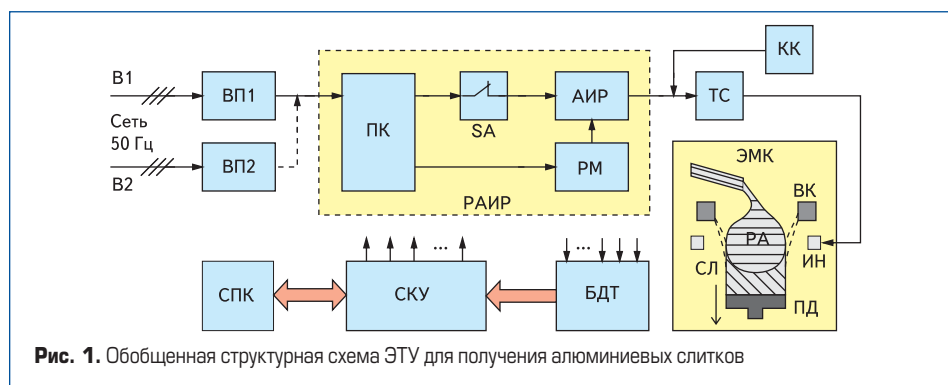 КК
В1
ВП1
ПК
SA
АИР
ТС
Сеть
50 Гц
В2
ВП2
РМ
РАИР
ЭМК
ВК
РА
СЛ
ИН
ПД
...
...
СПК
СКУ
БДТ
Рис. 1. Обобщенная структурная схема ЭТУ для получения алюминиевых слитков